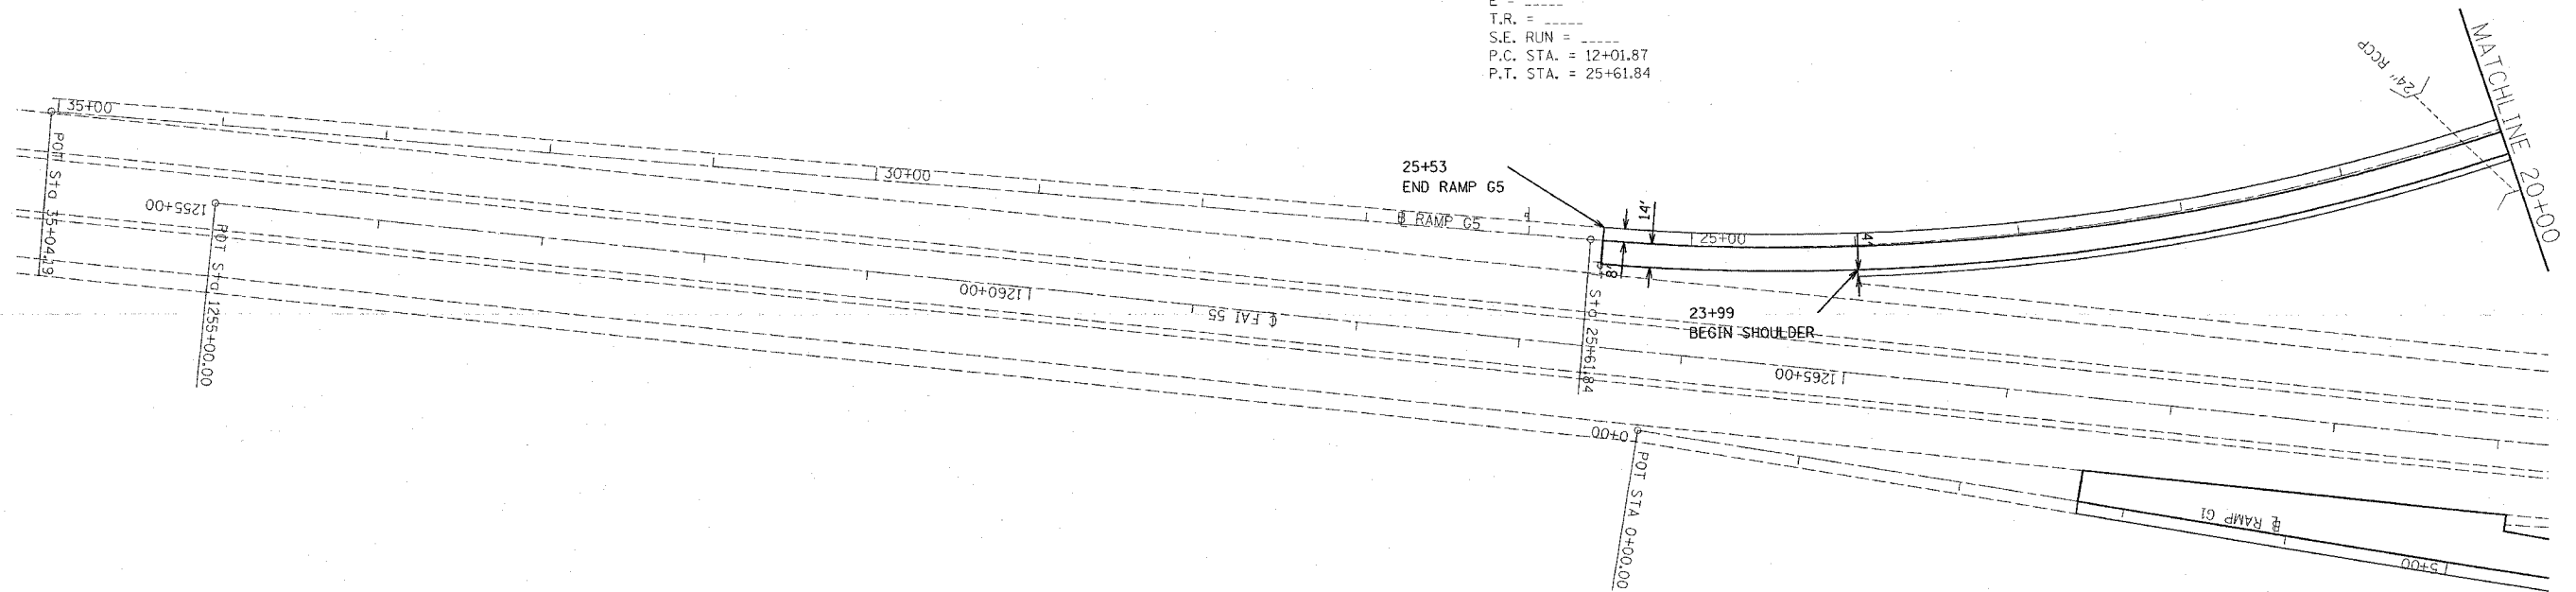 E = _____
T.R. = _____
S.E. RUN = _____
P.C. STA. = 12+01.87
P.T. STA. = 25+61.84
MATCHLINE 20+00
24" RCCP
35+00
POT Sta 35+04.19
30+00
25+53
END RAMP G5
℄ RAMP G5
14'
8'
25+00
4'
1255+00
POT Sta 1255+00.00
1260+00
℄ FAI 55
PT Sta 25+61.84
23+99
BEGIN SHOULDER
1265+00
0+00
POT STA 0+00.00
℄ RAMP G1
5+00